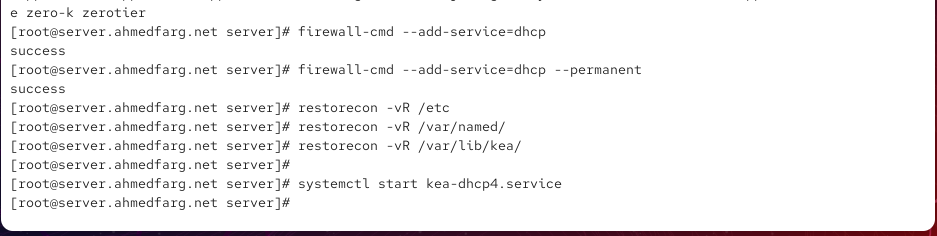 e zero-k zerotier
[root@server.ahmedfarg.net server]# firewall-cmd --add-service=dhcp
success
[root@server.ahmedfarg.net server]# firewall-cmd --add-service=dhcp --permanent
success
[root@server.ahmedfarg.net server]# restorecon -vR /etc
[root@server.ahmedfarg.net server]# restorecon -vR /var/named/
[root@server.ahmedfarg.net server]# restorecon -vR /var/lib/kea/
[root@server.ahmedfarg.net server]#
[root@server.ahmedfarg.net server]# systemctl start kea-dhcp4.service
[root@server.ahmedfarg.net server]#